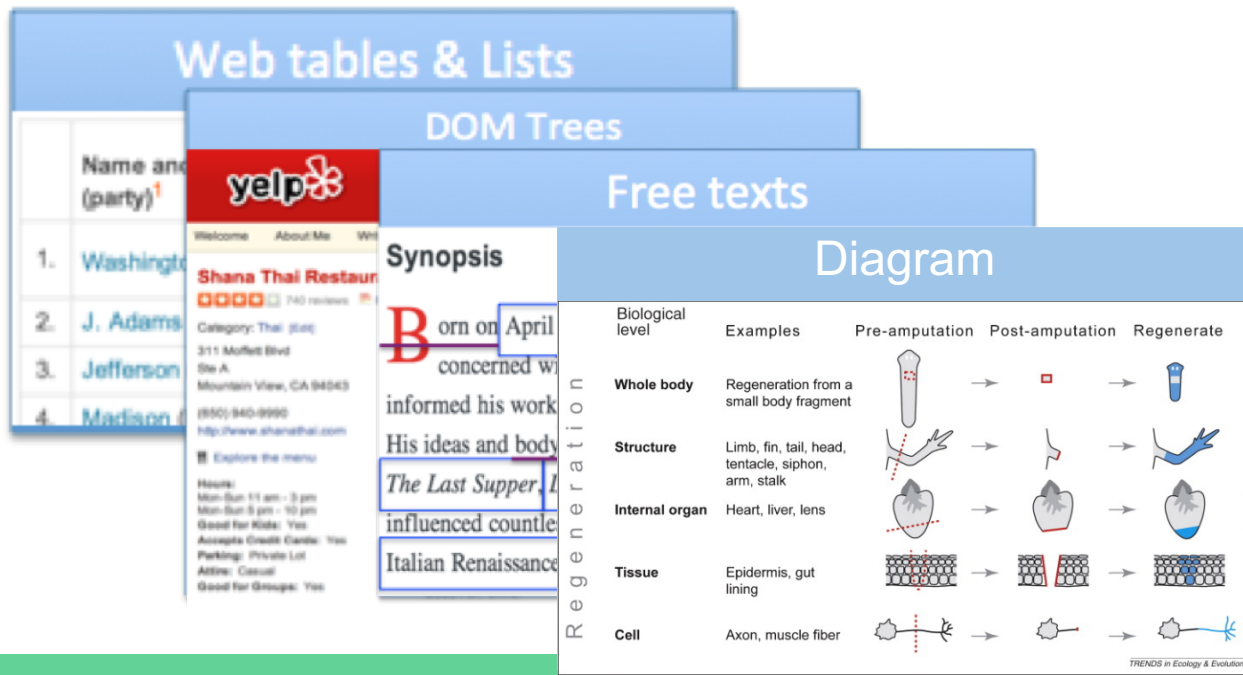 Web tables & Lists
Name and
(party)1
1. Washingto
2. J. Adams
3. Jefferson
4. Madison (
DOM Trees
yelp
Welcome About Me Wri
Shana Thai Restaur
740 reviews
Category: Thai [Edit]
311 Moffett Blvd
Ste A
Mountain View, CA 94043
(650) 940-9990
http://www.shanathai.com
Explore the menu
Hours:
Mon-Sun 11 am - 3 pm
Mon-Sun 5 pm - 10 pm
Good for Kids: Yes
Accepts Credit Cards: Yes
Parking: Private Lot
Attire: Casual
Good for Groups: Yes
Free texts
Synopsis
Born on April
concerned wi
informed his work
His ideas and body
The Last Supper, L
influenced countle
Italian Renaissance
Diagram
Regeneration
Biological
level Examples Pre-amputation Post-amputation Regenerate
Whole body Regeneration from a
small body fragment
Structure Limb, fin, tail, head,
tentacle, siphon,
arm, stalk
Internal organ Heart, liver, lens
Tissue Epidermis, gut
lining
Cell Axon, muscle fiber
TRENDS in Ecology & Evolution